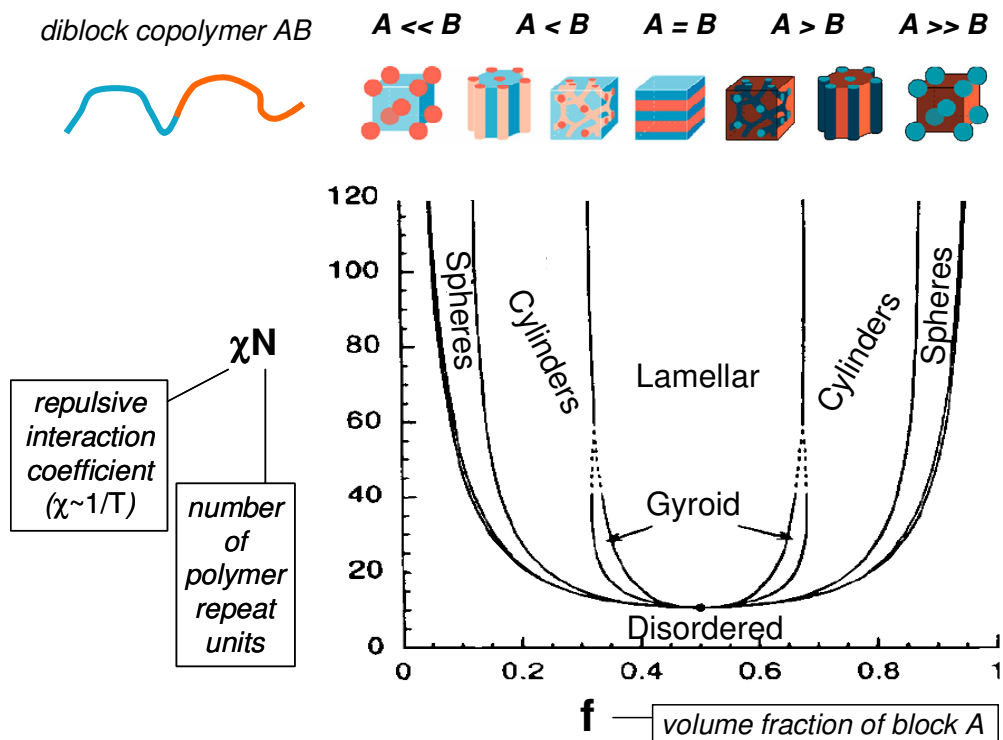 diblock copolymer AB
A << B
A < B
A = B
A > B
A >> B
120
100
80
60
40
20
0
χN
repulsive
interaction
coefficient
(χ~1/T)
number
of
polymer
repeat
units
Spheres
Cylinders
Lamellar
Cylinders
Spheres
Gyroid
Disordered
0
0.2
0.4
0.6
0.8
1
f
volume fraction of block A